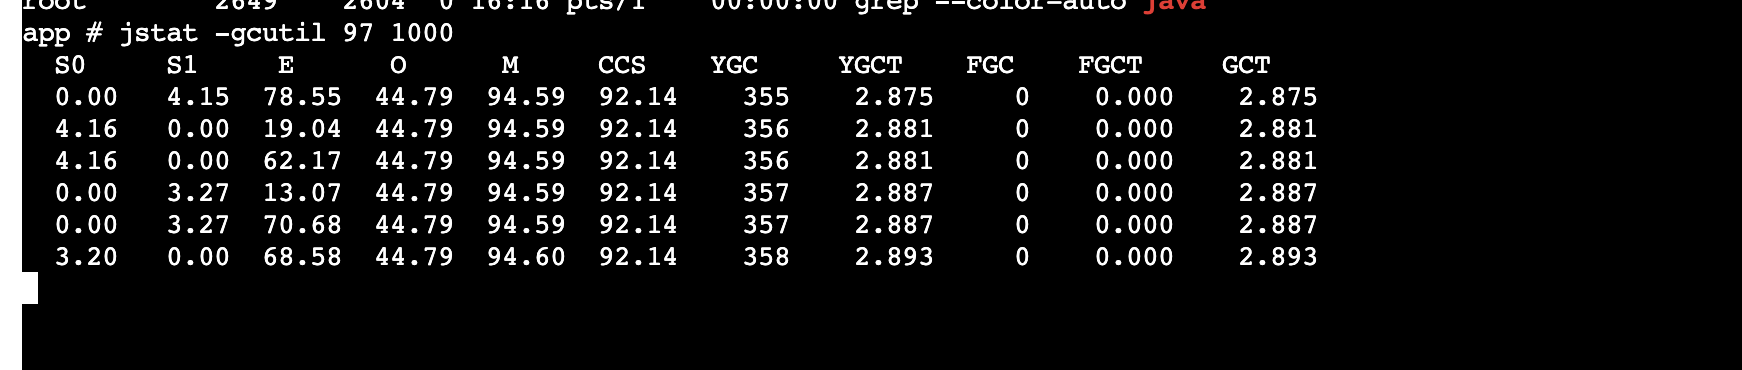 root 2649 2604 0 16:16 pts/1 00:00:00 grep --color=auto java
app # jstat -gcutil 97 1000
S0 S1 E O M CCS YGC YGCT FGC FGCT GCT
0.00 4.15 78.55 44.79 94.59 92.14 355 2.875 0 0.000 2.875
4.16 0.00 19.04 44.79 94.59 92.14 356 2.881 0 0.000 2.881
4.16 0.00 62.17 44.79 94.59 92.14 356 2.881 0 0.000 2.881
0.00 3.27 13.07 44.79 94.59 92.14 357 2.887 0 0.000 2.887
0.00 3.27 70.68 44.79 94.59 92.14 357 2.887 0 0.000 2.887
3.20 0.00 68.58 44.79 94.60 92.14 358 2.893 0 0.000 2.893